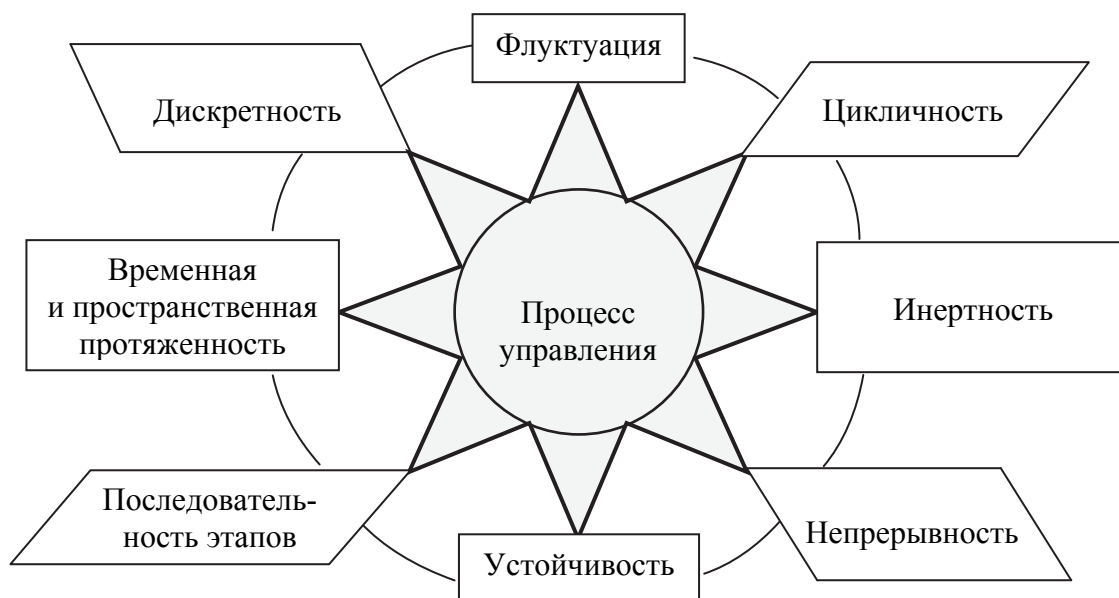 Флуктуация
Дискретность
Цикличность
Временная
и пространственная
протяженность
Процесс
управления
Инертность
Последователь-
ность этапов
Устойчивость
Непрерывность